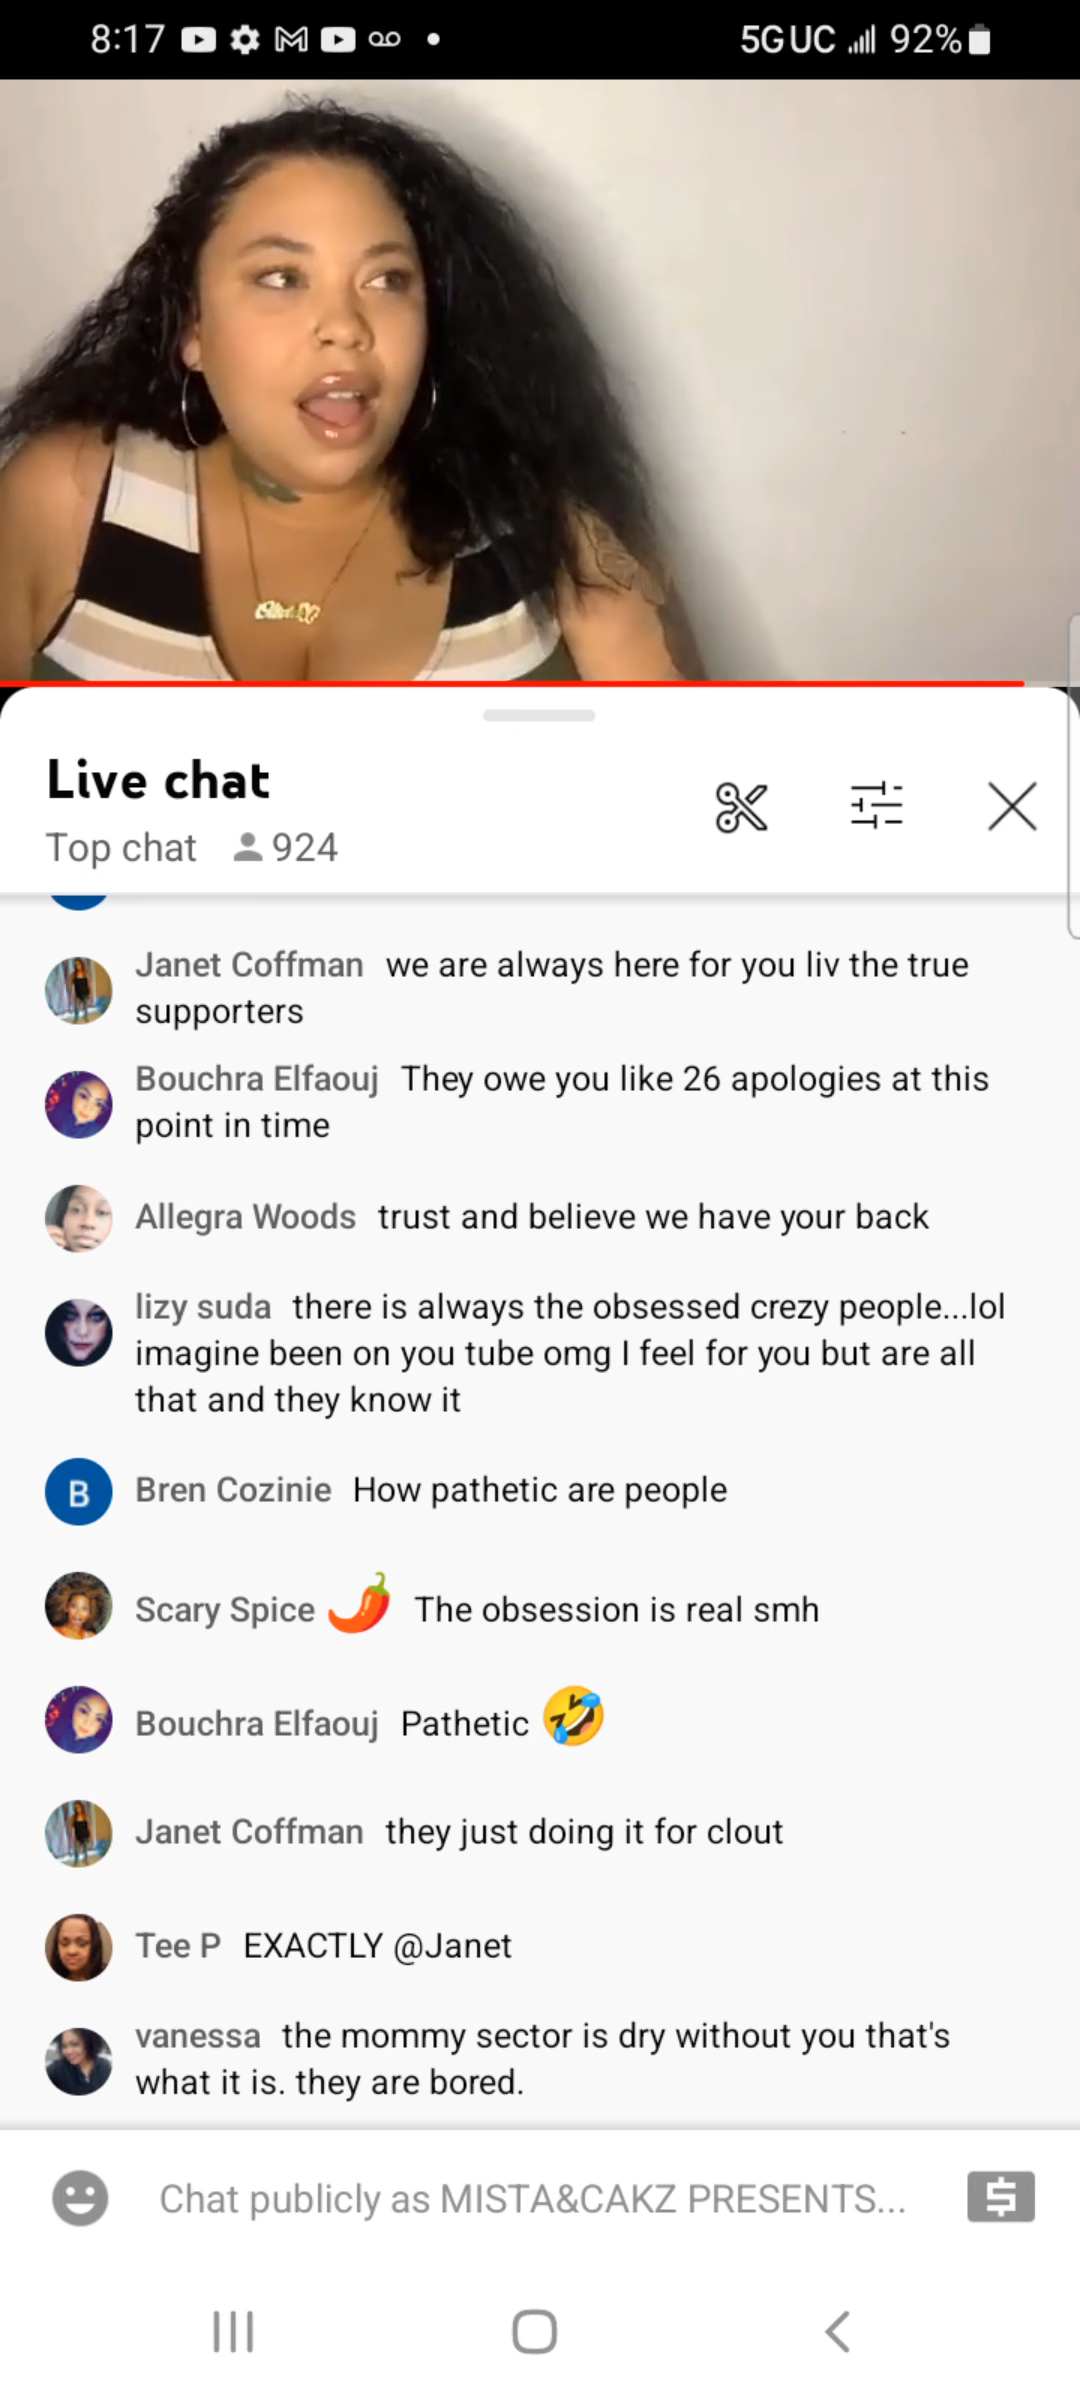 8:17
5G UC 92%
Live chat
Top chat 924
Janet Coffman we are always here for you liv the true
supporters
Bouchra Elfaouj They owe you like 26 apologies at this
point in time
Allegra Woods trust and believe we have your back
lizy suda there is always the obsessed crezy people...lol
imagine been on you tube omg I feel for you but are all
that and they know it
B
Bren Cozinie How pathetic are people
Scary Spice 🌶️ The obsession is real smh
Bouchra Elfaouj Pathetic 🤣
Janet Coffman they just doing it for clout
Tee P EXACTLY @Janet
vanessa the mommy sector is dry without you that's
what it is. they are bored.
Chat publicly as MISTA&CAKZ PRESENTS...